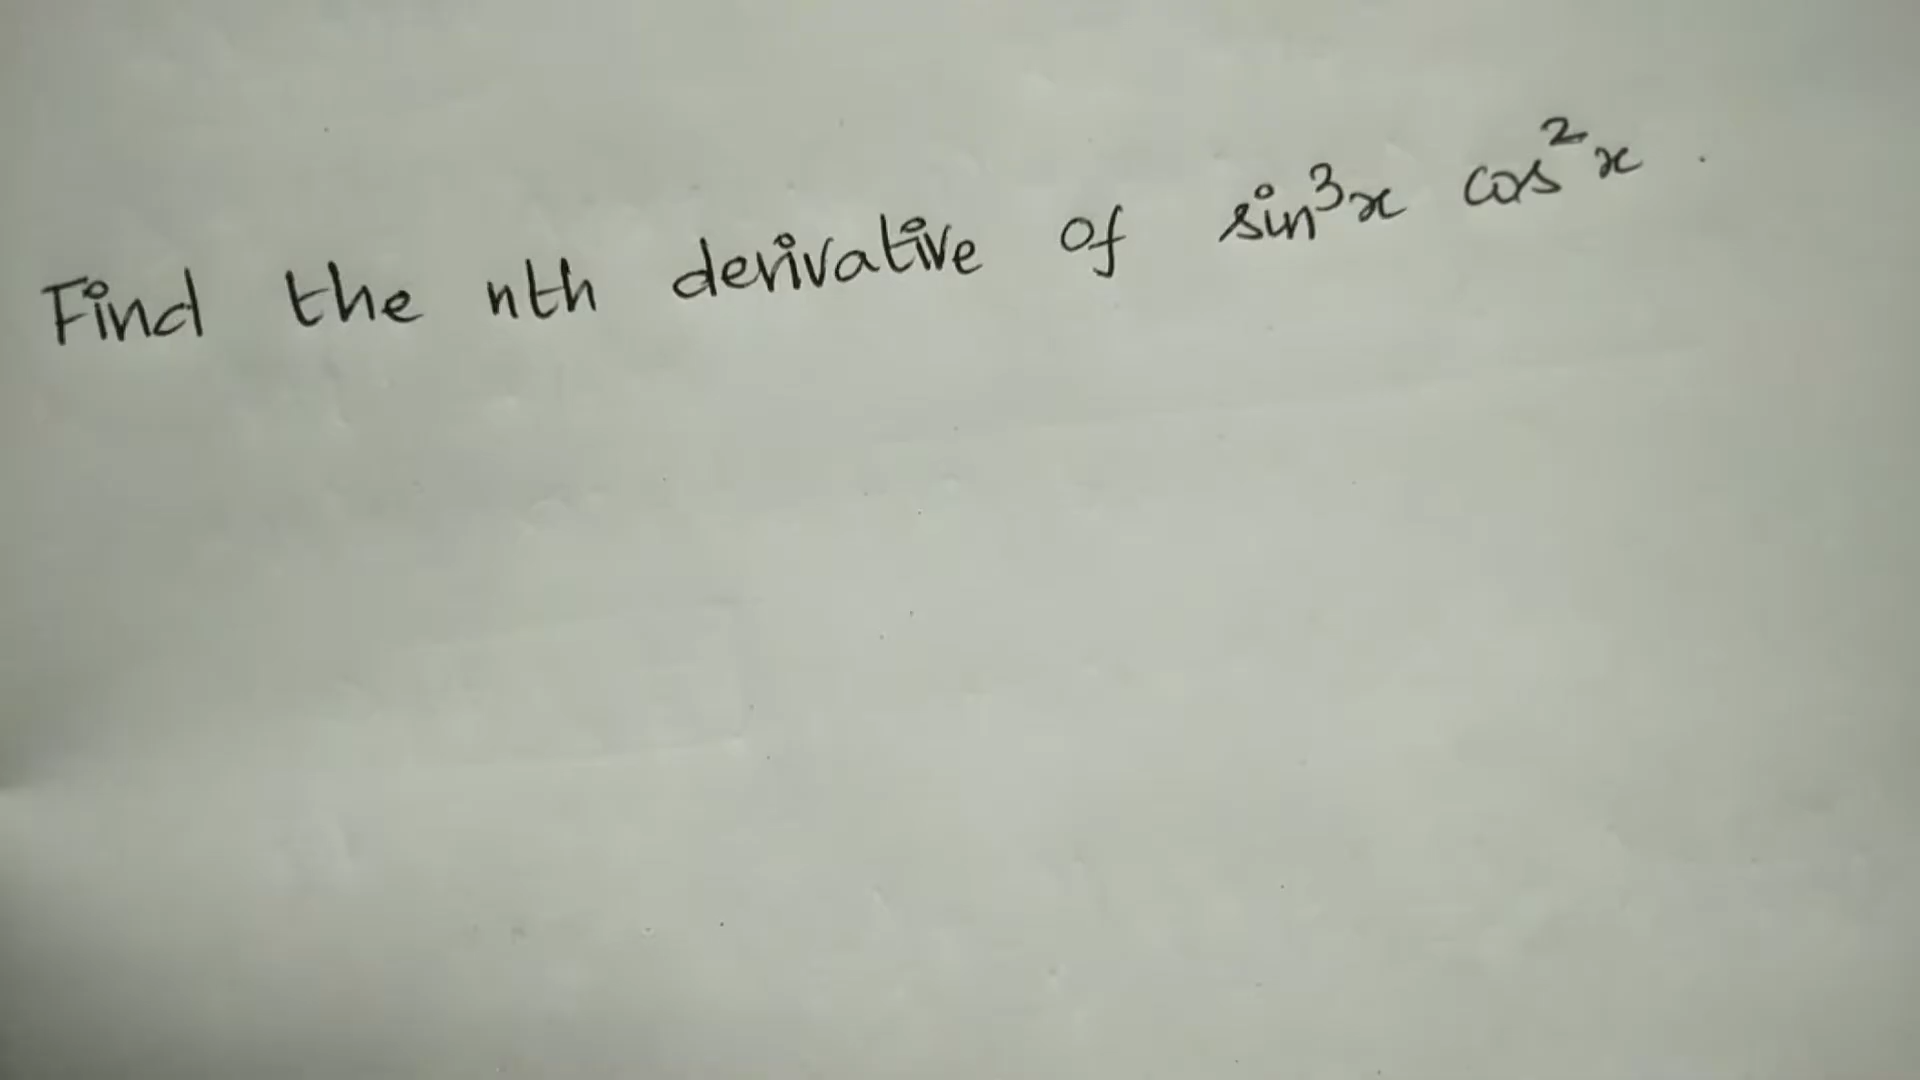 Find the nth derivative of sin³x cos²x.